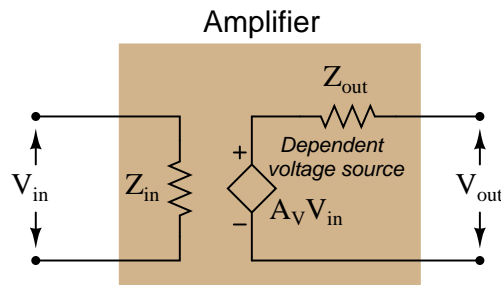 Amplifier
Zout
+
Dependent
voltage source
Vin
Zin
Vout
AVVin
−